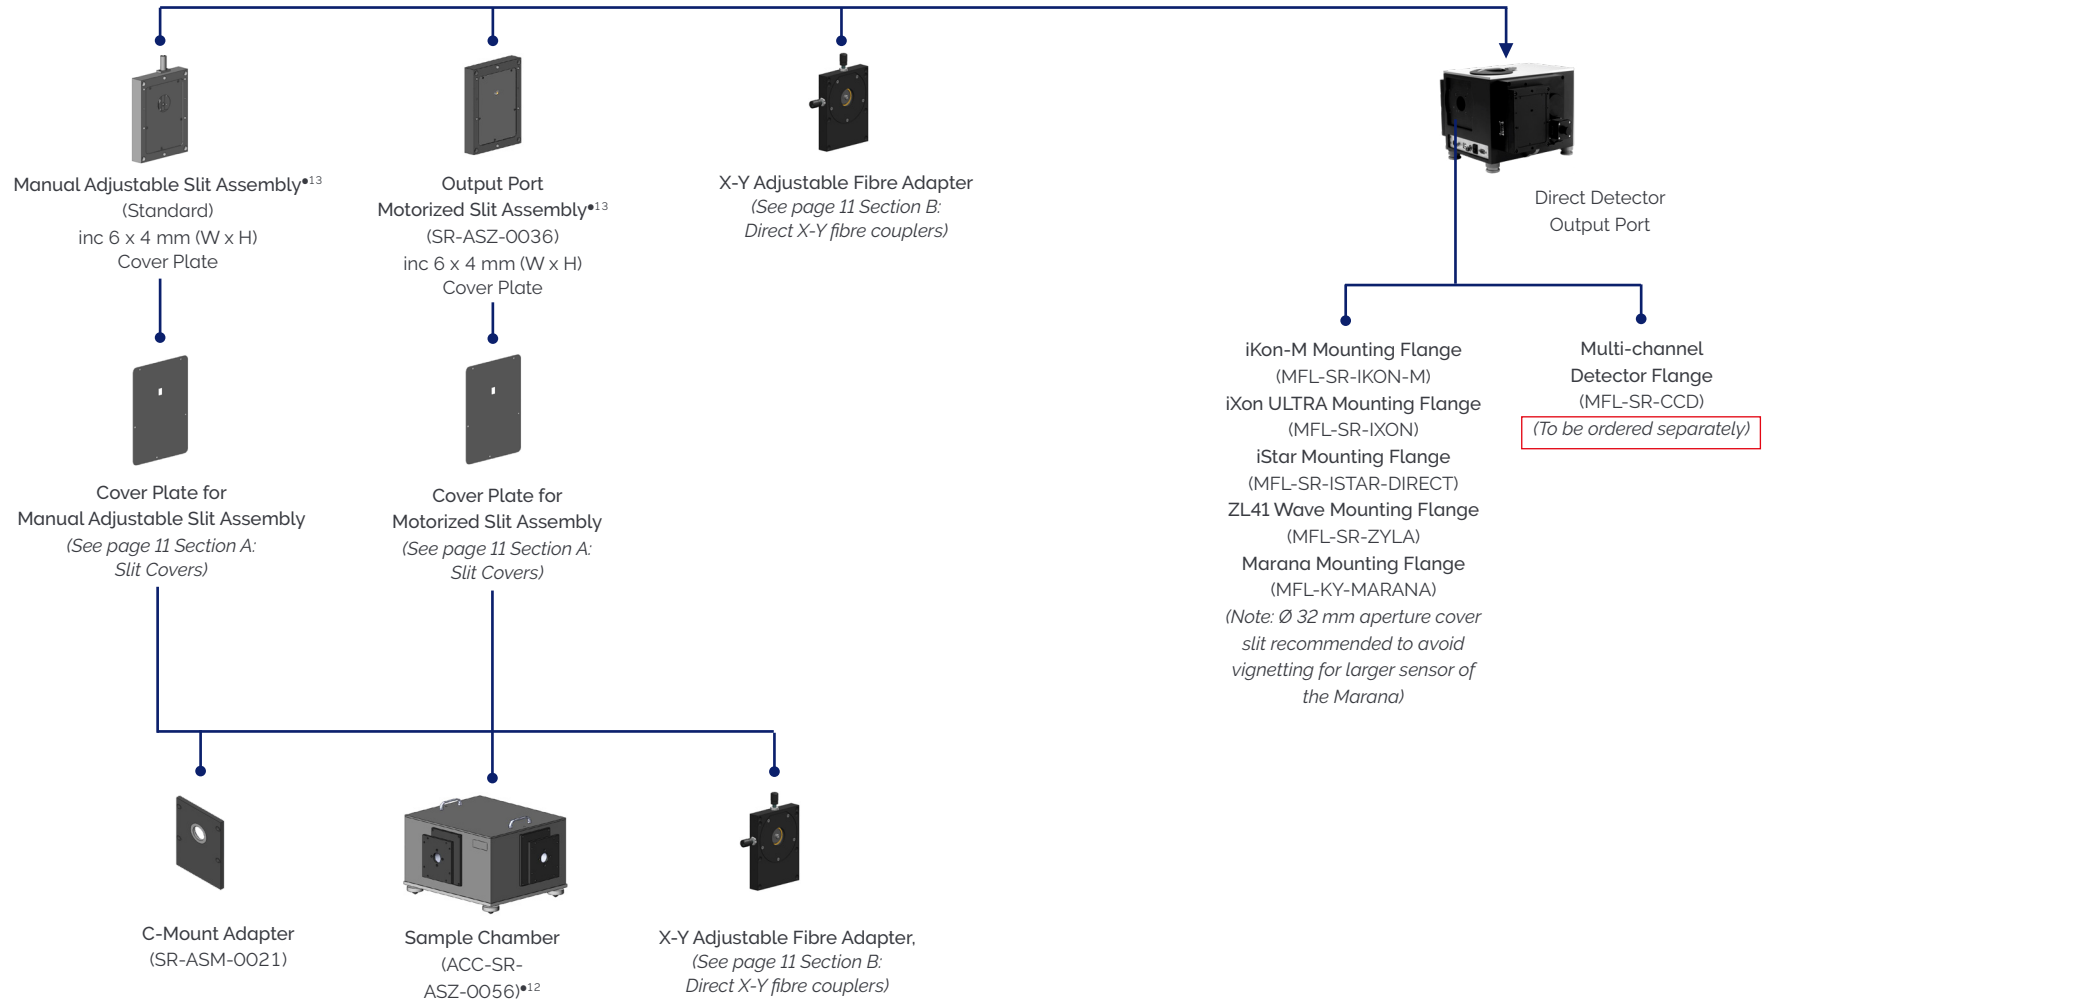 Manual Adjustable Slit Assembly●13
(Standard)
inc 6 x 4 mm (W x H)
Cover Plate
Output Port
Motorized Slit Assembly●13
(SR-ASZ-0036)
inc 6 x 4 mm (W x H)
Cover Plate
X-Y Adjustable Fibre Adapter
(See page 11 Section B:
Direct X-Y fibre couplers)
Direct Detector
Output Port
iKon-M Mounting Flange
(MFL-SR-IKON-M)
iXon ULTRA Mounting Flange
(MFL-SR-IXON)
iStar Mounting Flange
(MFL-SR-ISTAR-DIRECT)
ZL41 Wave Mounting Flange
(MFL-SR-ZYLA)
Marana Mounting Flange
(MFL-KY-MARANA)
(Note: Ø 32 mm aperture cover
slit recommended to avoid
vignetting for larger sensor of
the Marana)
Multi-channel
Detector Flange
(MFL-SR-CCD)
(To be ordered separately)
Cover Plate for
Manual Adjustable Slit Assembly
(See page 11 Section A:
Slit Covers)
Cover Plate for
Motorized Slit Assembly
(See page 11 Section A:
Slit Covers)
C-Mount Adapter
(SR-ASM-0021)
Sample Chamber
(ACC-SR-
ASZ-0056)●12
X-Y Adjustable Fibre Adapter,
(See page 11 Section B:
Direct X-Y fibre couplers)